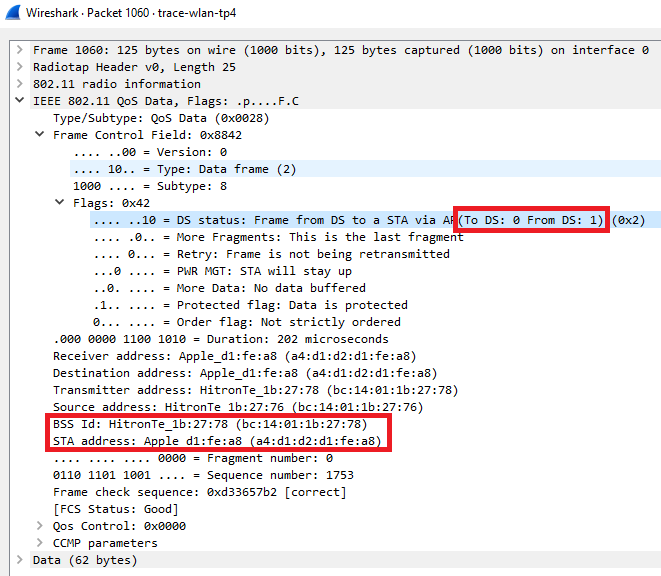 Wireshark · Packet 1060 · trace-wlan-tp4
Frame 1060: 125 bytes on wire (1000 bits), 125 bytes captured (1000 bits) on interface 0
Radiotap Header v0, Length 25
802.11 radio information
IEEE 802.11 QoS Data, Flags: .p....F.C
Type/Subtype: QoS Data (0x0028)
Frame Control Field: 0x8842
.... ..00 = Version: 0
.... 10.. = Type: Data frame (2)
1000 .... = Subtype: 8
Flags: 0x42
.... ..10 = DS status: Frame from DS to a STA via AP(To DS: 0 From DS: 1) (0x2)
.... .0.. = More Fragments: This is the last fragment
.... 0... = Retry: Frame is not being retransmitted
...0 .... = PWR MGT: STA will stay up
..0. .... = More Data: No data buffered
.1.. .... = Protected flag: Data is protected
0... .... = Order flag: Not strictly ordered
.000 0000 1100 1010 = Duration: 202 microseconds
Receiver address: Apple_d1:fe:a8 (a4:d1:d2:d1:fe:a8)
Destination address: Apple_d1:fe:a8 (a4:d1:d2:d1:fe:a8)
Transmitter address: HitronTe_1b:27:78 (bc:14:01:1b:27:78)
Source address: HitronTe_1b:27:76 (bc:14:01:1b:27:76)
BSS Id: HitronTe_1b:27:78 (bc:14:01:1b:27:78)
STA address: Apple_d1:fe:a8 (a4:d1:d2:d1:fe:a8)
.... .... .... 0000 = Fragment number: 0
0110 1101 1001 .... = Sequence number: 1753
Frame check sequence: 0xd33657b2 [correct]
[FCS Status: Good]
Qos Control: 0x0000
CCMP parameters
Data (62 bytes)